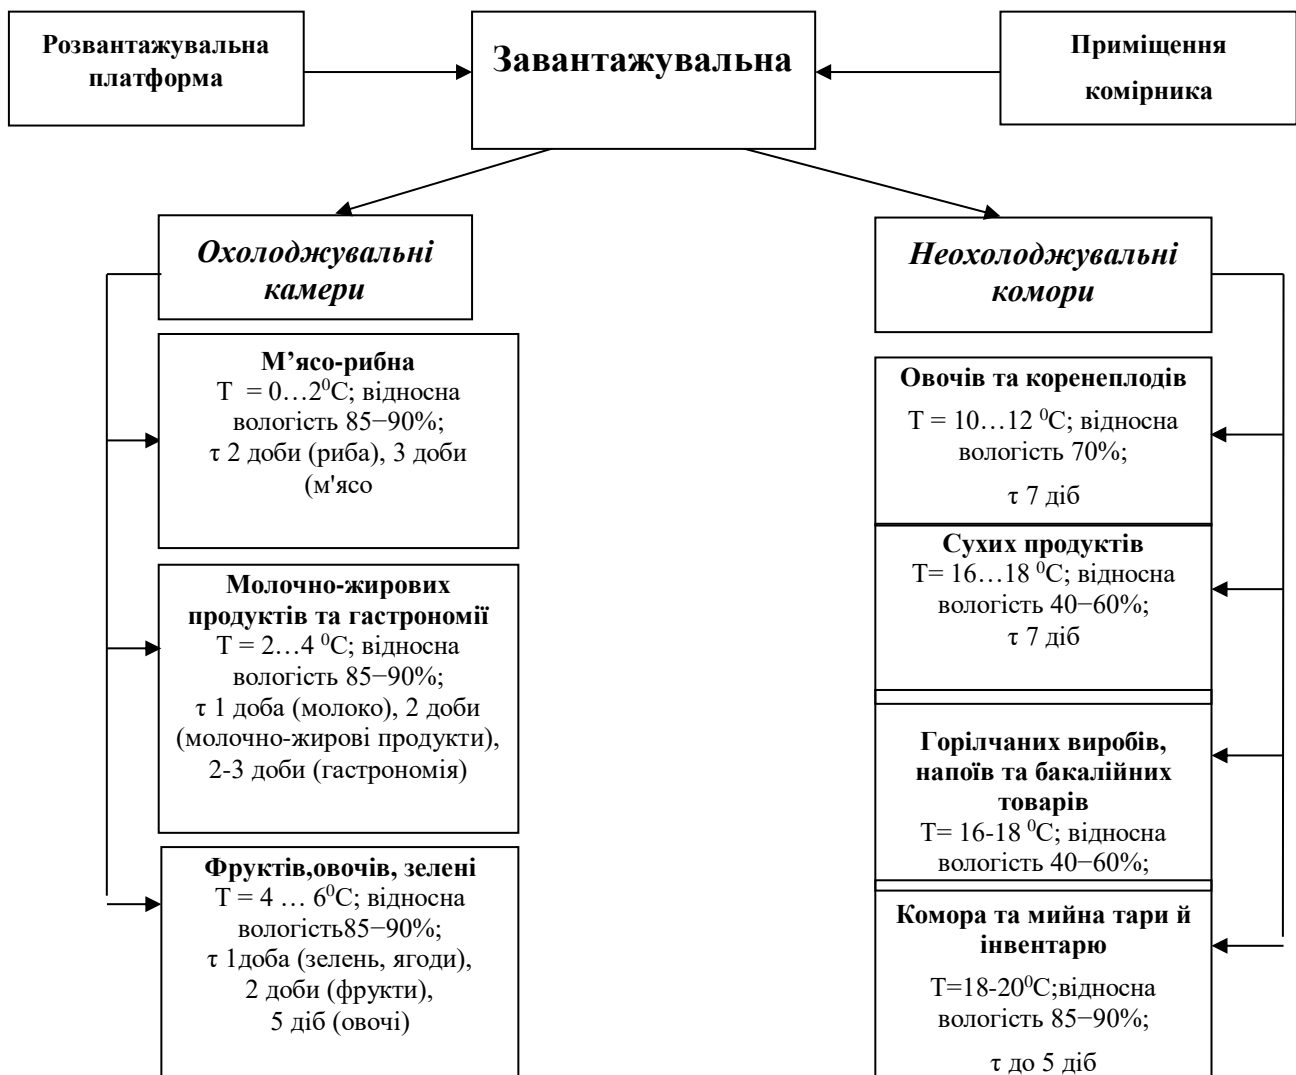 Розвантажувальна
платформа
Завантажувальна
Приміщення
комірника
Охолоджувальні
камери
Неохолоджувальні
комори
М’ясо-рибна
Т  = 0…2⁰С; відносна
вологість 85−90%;
τ 2 доби (риба), 3 доби
(м'ясо
Молочно-жирових
продуктів та гастрономії
Т = 2…4 ⁰С; відносна
вологість 85−90%;
τ 1 доба (молоко), 2 доби
(молочно-жирові продукти),
2-3 доби (гастрономія)
Фруктів,овочів, зелені
Т = 4 … 6⁰С; відносна
вологість85−90%;
τ 1доба (зелень, ягоди),
2 доби (фрукти),
5 діб (овочі)
Овочів та коренеплодів
Т = 10…12 ⁰С; відносна
вологість 70%;
τ 7 діб
Сухих продуктів
Т= 16…18 ⁰С; відносна
вологість 40−60%;
τ 7 діб
Горілчаних виробів,
напоїв та бакалійних
товарів
Т= 16-18 ⁰С; відносна
вологість 40−60%;
Комора та мийна тари й
інвентарю
Т=18-20⁰С;відносна
вологість 85−90%;
τ до 5 діб